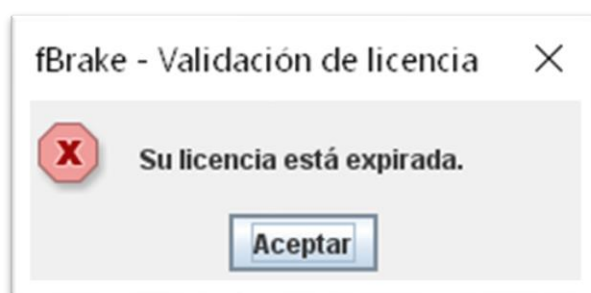 fBrake - Validación de licencia
Su licencia está expirada.
Aceptar